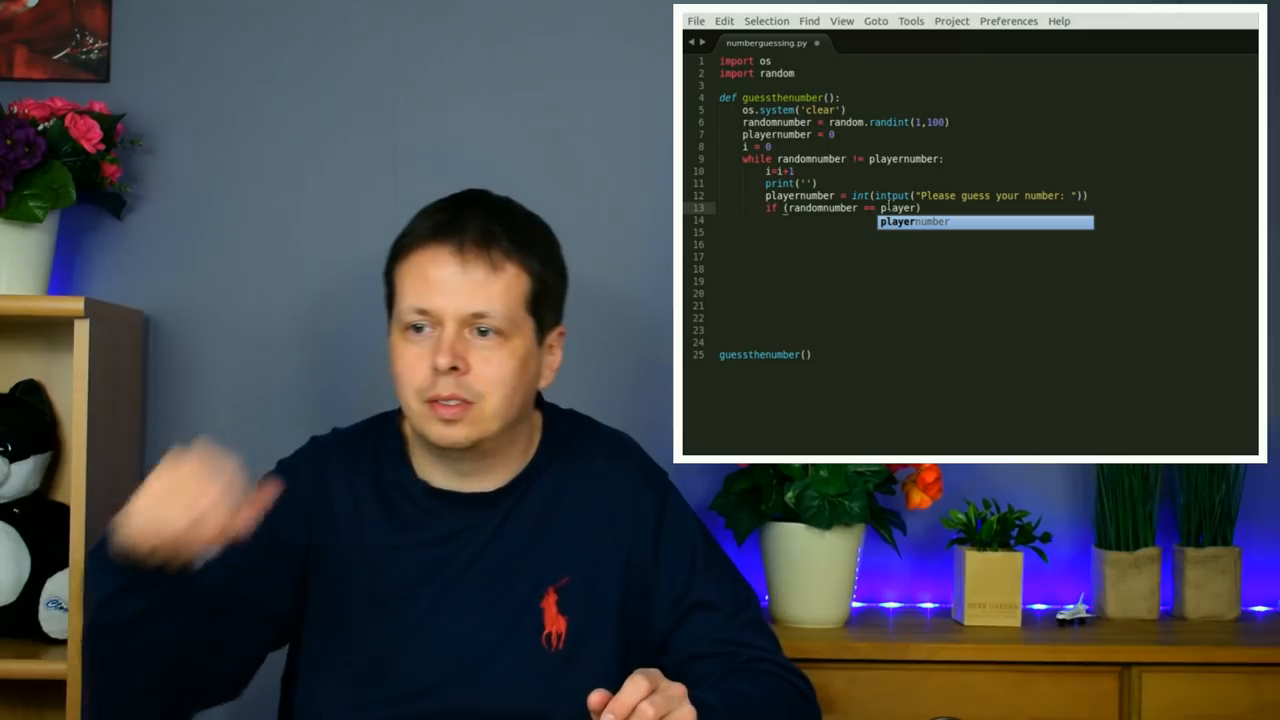 File Edit Selection Find View Goto Tools Project Preferences Help
numberguessing.py
1 import os
2 import random
3
4 def guessthenumber():
5 os.system('clear')
6 randomnumber = random.randint(1,100)
7 playernumber = 0
8 i = 0
9 while randomnumber != playernumber:
10 i=i+1
11 print('')
12 playernumber = int(intput("Please guess your number: "))
13 if (randomnumber == player)
14 playernumber
15
16
17
18
19
20
21
22
23
24
25 guessthenumber()
HERB GARDEN